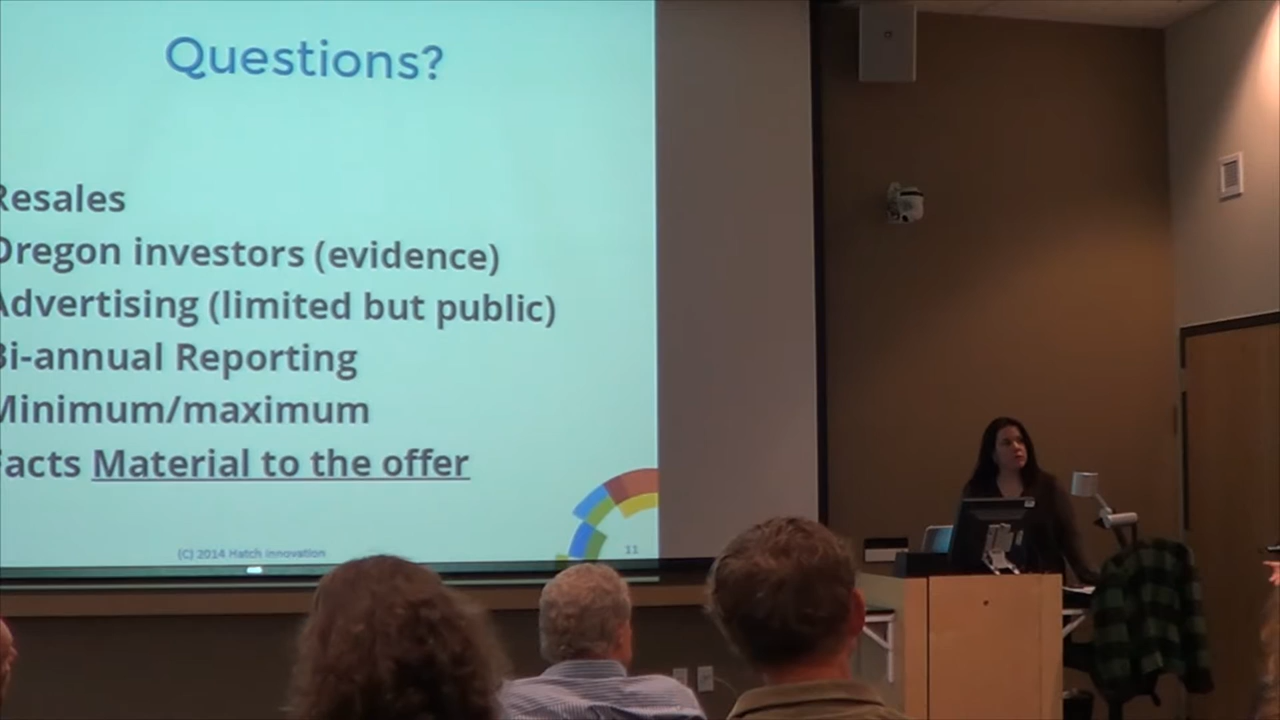 Questions?
Resales
Oregon investors (evidence)
Advertising (limited but public)
Bi-annual Reporting
Minimum/maximum
Facts Material to the offer
(C) 2014 Hatch Innovation
11